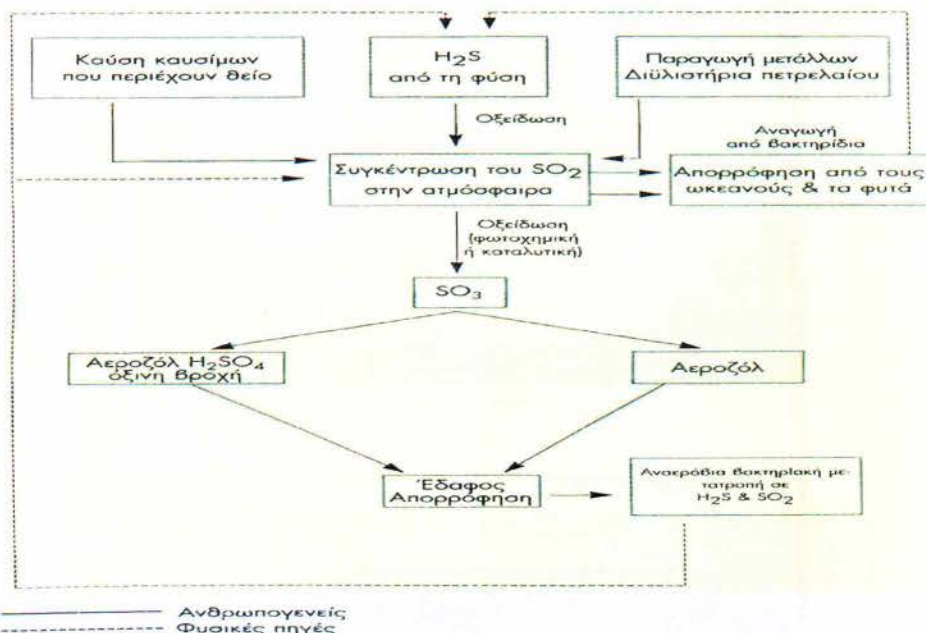 Καύση καυσίμων
που περιέχουν θείο
H2S
από τη φύση
Παραγωγή μετάλλων
Διϋλιστήρια πετρελαίου
Οξείδωση
Αναγωγή
από βακτηρίδια
Συγκέντρωση του SO2
στην ατμόσφαιρα
Απορρόφηση από τους
ωκεανούς & τα φυτά
Οξείδωση
(φωτοχημική
ή καταλυτική)
SO3
Αεροζόλ H2SO4
όξινη βροχή
Αεροζόλ
Έδαφος
Απορρόφηση
Αναερόβια βακτηριακή με-
τατροπή σε
H2S & SO2
Ανθρωπογενείς
Φυσικές πηγές